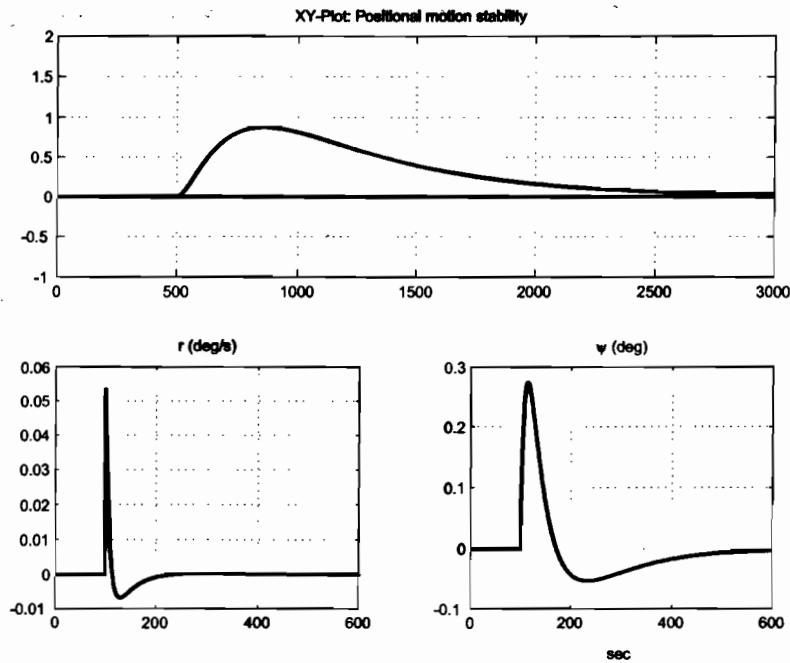 XY-Plot: Positional motion stability
2
1.5
1
0.5
0
-0.5
-1
0 500 1000 1500 2000 2500 3000
r (deg/s)
0.06
0.05
0.04
0.03
0.02
0.01
0
-0.01
0 200 400 600
ψ (deg)
0.3
0.2
0.1
0
-0.1
0 200 400 600
sec